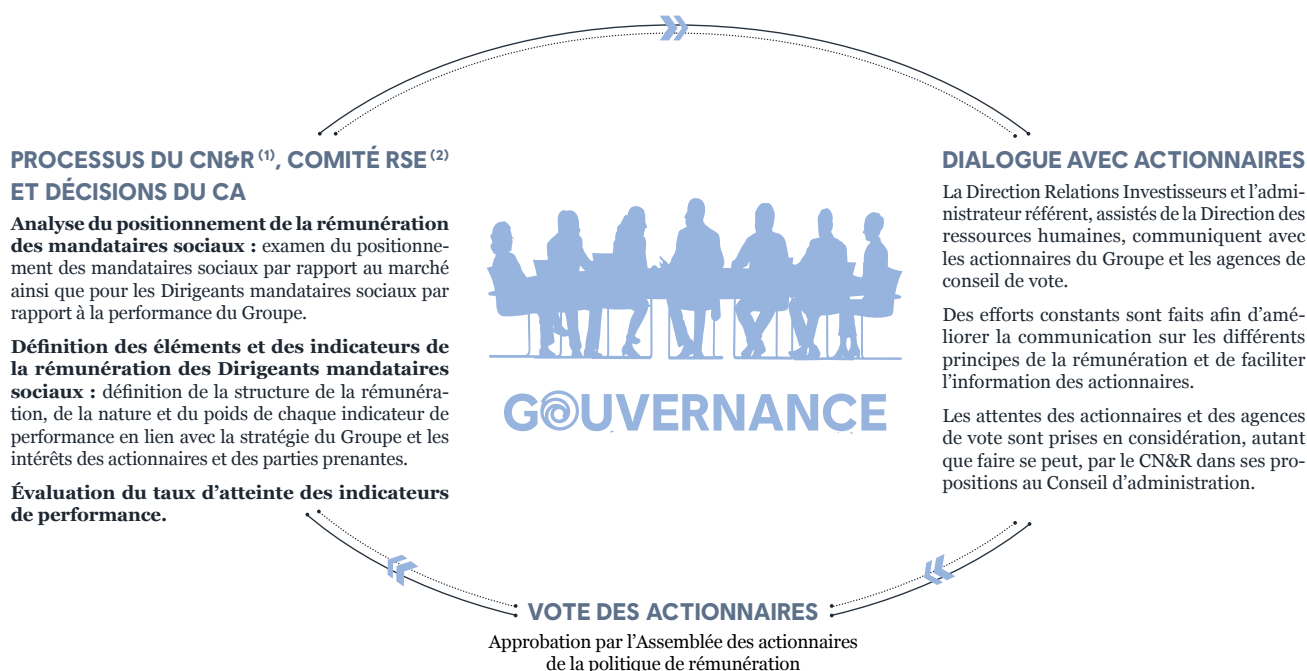 PROCESSUS DU CN&R (1), COMITÉ RSE (2)
ET DÉCISIONS DU CA
Analyse du positionnement de la rémunération
des mandataires sociaux : examen du positionne-
ment des mandataires sociaux par rapport au marché
ainsi que pour les Dirigeants mandataires sociaux par
rapport à la performance du Groupe.
Définition des éléments et des indicateurs de
la rémunération des Dirigeants mandataires
sociaux : définition de la structure de la rémunéra-
tion, de la nature et du poids de chaque indicateur de
performance en lien avec la stratégie du Groupe et les
intérêts des actionnaires et des parties prenantes.
Évaluation du taux d'atteinte des indicateurs
de performance.
GOUVERNANCE
DIALOGUE AVEC ACTIONNAIRES
La Direction Relations Investisseurs et l'admi-
nistrateur référent, assistés de la Direction des
ressources humaines, communiquent avec
les actionnaires du Groupe et les agences de
conseil de vote.
Des efforts constants sont faits afin d'amé-
liorer la communication sur les différents
principes de la rémunération et de faciliter
l'information des actionnaires.
Les attentes des actionnaires et des agences
de vote sont prises en considération, autant
que faire se peut, par le CN&R dans ses pro-
positions au Conseil d'administration.
VOTE DES ACTIONNAIRES
Approbation par l'Assemblée des actionnaires
de la politique de rémunération